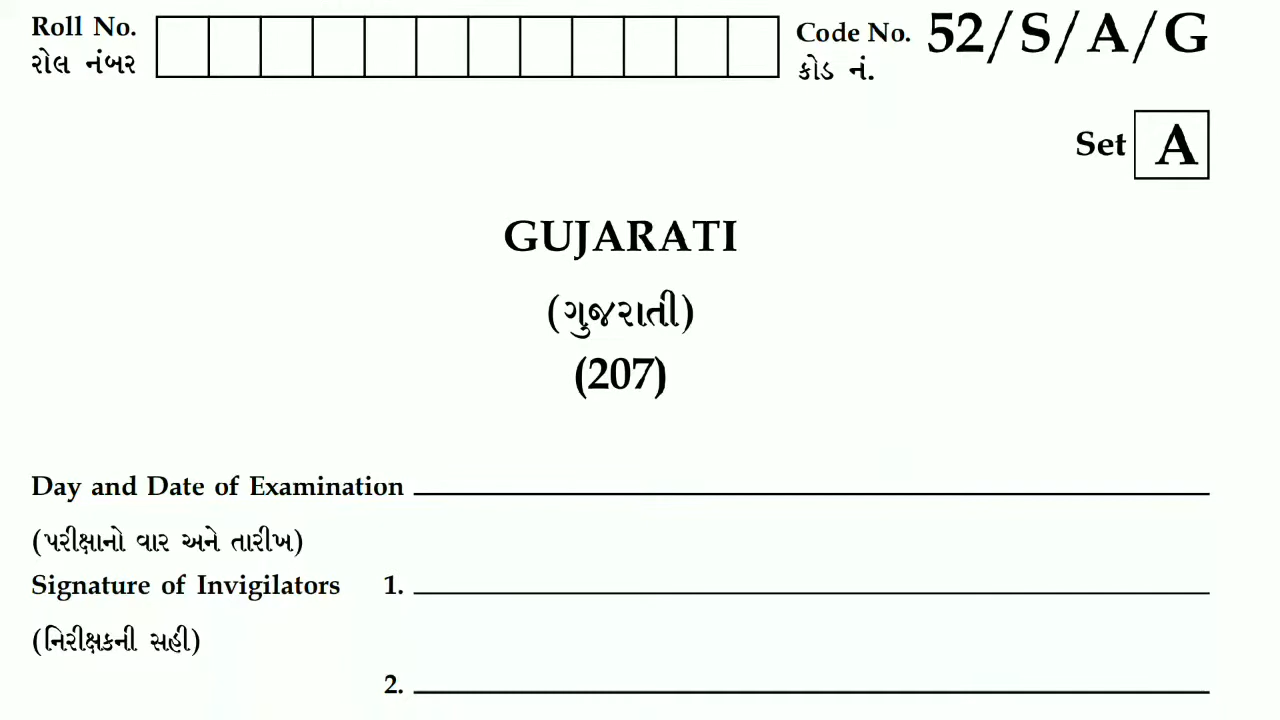 Roll No.
રોલ નંબર
Code No. 52/S/A/G
કોડ નં.
Set A
GUJARATI
(ગુજરાતી)
(207)
Day and Date of Examination
(પરીક્ષાનો વાર અને તારીખ)
Signature of Invigilators 1.
(નિરીક્ષકની સહી)
2.